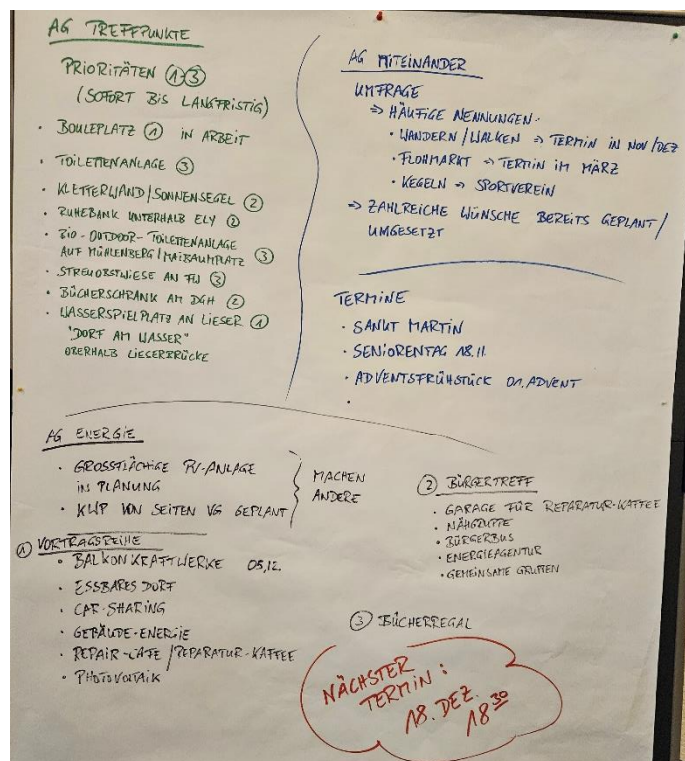 AG TREFFPUNKTE
PRIORITÄTEN ①-③
(SOFORT BIS LANGFRISTIG)
· BOULEPLATZ ① IN ARBEIT
· TOILETTENANLAGE ③
· KLETTERWAND/SONNENSEGEL ②
· RUHEBANK UNTERHALB ELY ②
· BIO-OUTDOOR-TOILETTENANLAGE
AUF MÜHLENBERG/MAIBAUMPLATZ ③
· STREUOBSTWIESE AN FW ③
· BÜCHERSCHRANK AM DGH ②
· WASSERSPIELPLATZ AN LIESER ①
"DORF AM WASSER"
OBERHALB LIESERBRÜCKE
AG MITEINANDER
UMFRAGE
⇒ HÄUFIGE NENNUNGEN:
· WANDERN/WALKEN ⇒ TERMIN IN NOV/DEZ
· FLOHMARKT ⇒ TERMIN IM MÄRZ
· KEGELN ⇒ SPORTVEREIN
⇒ ZAHLREICHE WÜNSCHE BEREITS GEPLANT/
UMGESETZT
TERMINE
· SANKT MARTIN
· SENIORENTAG 18.11.
· ADVENTSFRÜHSTÜCK 01. ADVENT
·
AG ENERGIE
· GROSSFLÄCHIGE PV-ANLAGE
IN PLANUNG
· KWP VON SEITEN VG GEPLANT
MACHEN
ANDERE
① VORTRAGSREIHE
· BALKONKRAFTWERKE 05.12.
· ESSBARES DORF
· CAR-SHARING
· GEBÄUDE-ENERGIE
· REPAIR-CAFE/REPARATUR-KAFFEE
· PHOTOVOLTAIK
② BÜRGERTREFF
· GARAGE FÜR REPARATUR-KAFFEE
· NÄHGRUPPE
· BÜRGERBUS
· ENERGIEAGENTUR
· GEMEINSAME GRUPPEN
③ BÜCHERREGAL
NÄCHSTER
TERMIN:
18. DEZ.
18³⁰